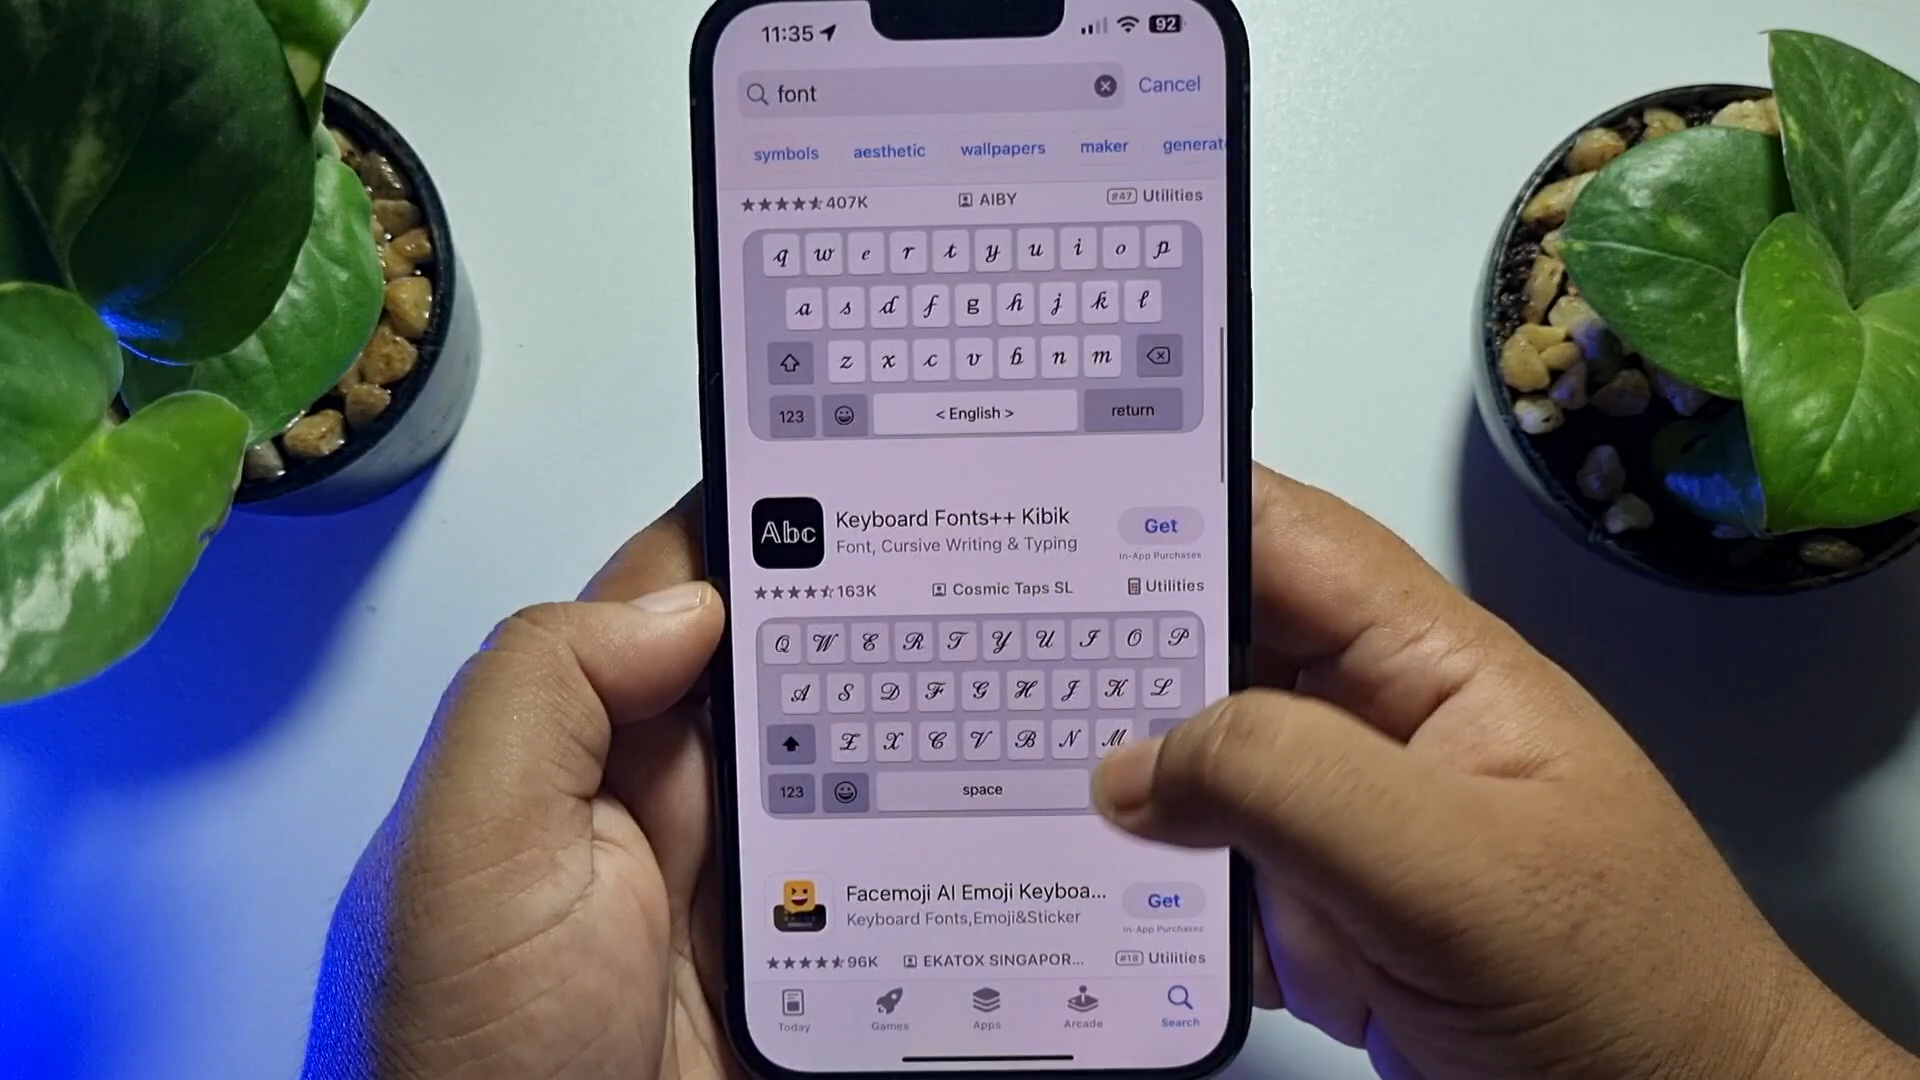 11:35 92
font Cancel
symbols aesthetic wallpapers maker generat
407K AIBY #47 Utilities
q w e r t y u i o p
a s d f g h j k l
z x c v b n m
123 < English > return
Abc Keyboard Fonts++ Kibik Get
Font, Cursive Writing & Typing In-App Purchases
163K Cosmic Taps SL Utilities
Q W E R T Y U I O P
A S D F G H J K L
Z X C V B N M
123 space
Facemoji AI Emoji Keyboa... Get
Keyboard Fonts,Emoji&Sticker In-App Purchases
96K EKATOX SINGAPOR... #18 Utilities
Today Games Apps Arcade Search